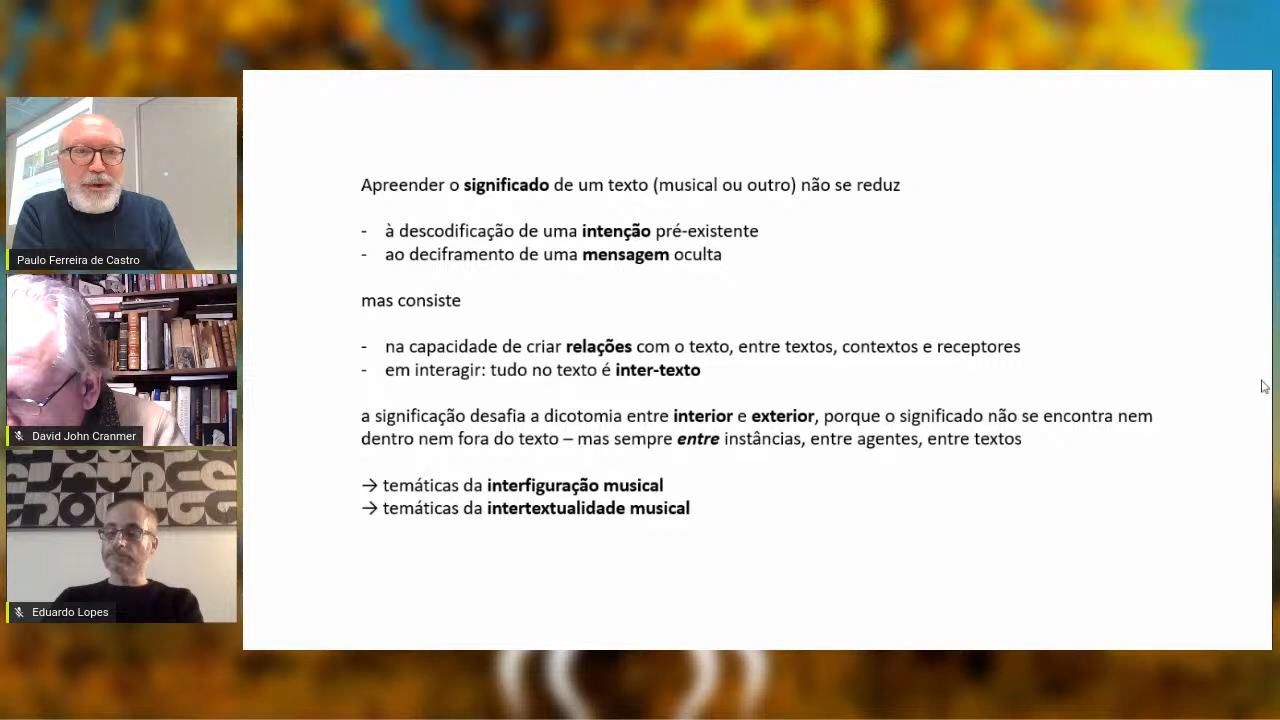 Paulo Ferreira de Castro
David John Cranmer
Eduardo Lopes
Apreender o significado de um texto (musical ou outro) não se reduz
- à descodificação de uma intenção pré-existente
- ao deciframento de uma mensagem oculta
mas consiste
- na capacidade de criar relações com o texto, entre textos, contextos e receptores
- em interagir: tudo no texto é inter-texto
a significação desafia a dicotomia entre interior e exterior, porque o significado não se encontra nem
dentro nem fora do texto – mas sempre entre instâncias, entre agentes, entre textos
→ temáticas da interfiguração musical
→ temáticas da intertextualidade musical